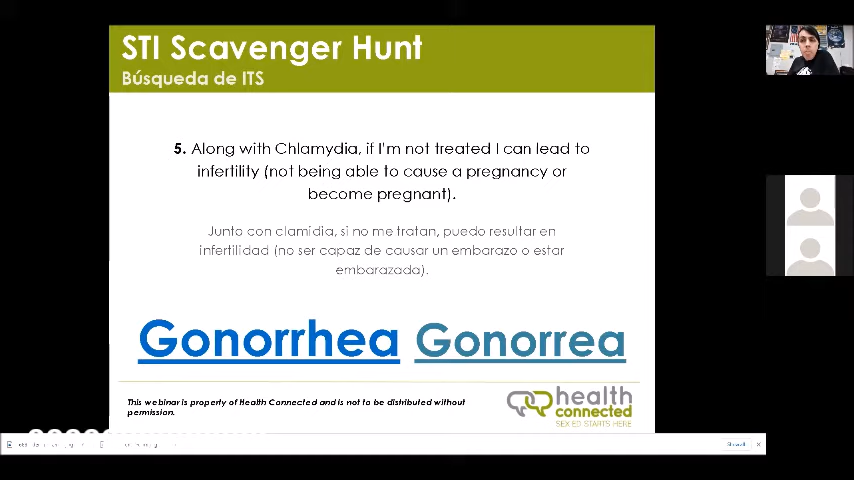 STI Scavenger Hunt
Búsqueda de ITS
5. Along with Chlamydia, if I'm not treated I can lead to
infertility (not being able to cause a pregnancy or
become pregnant).
Junto con clamidia, si no me tratan, puedo resultar en
infertilidad (no ser capaz de causar un embarazo o estar
embarazada).
Gonorrhea Gonorrea
This webinar is property of Health Connected and is not to be distributed without
permission.
health
connected
SEX ED STARTS HERE
Show all